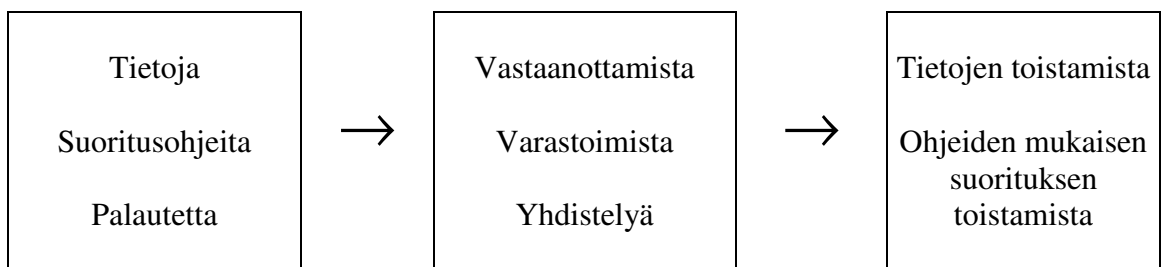 Tietoja
Suoritusohjeita
Palautetta
→
Vastaanottamista
Varastoimista
Yhdistelyä
→
Tietojen toistamista
Ohjeiden mukaisen
suorituksen
toistamista